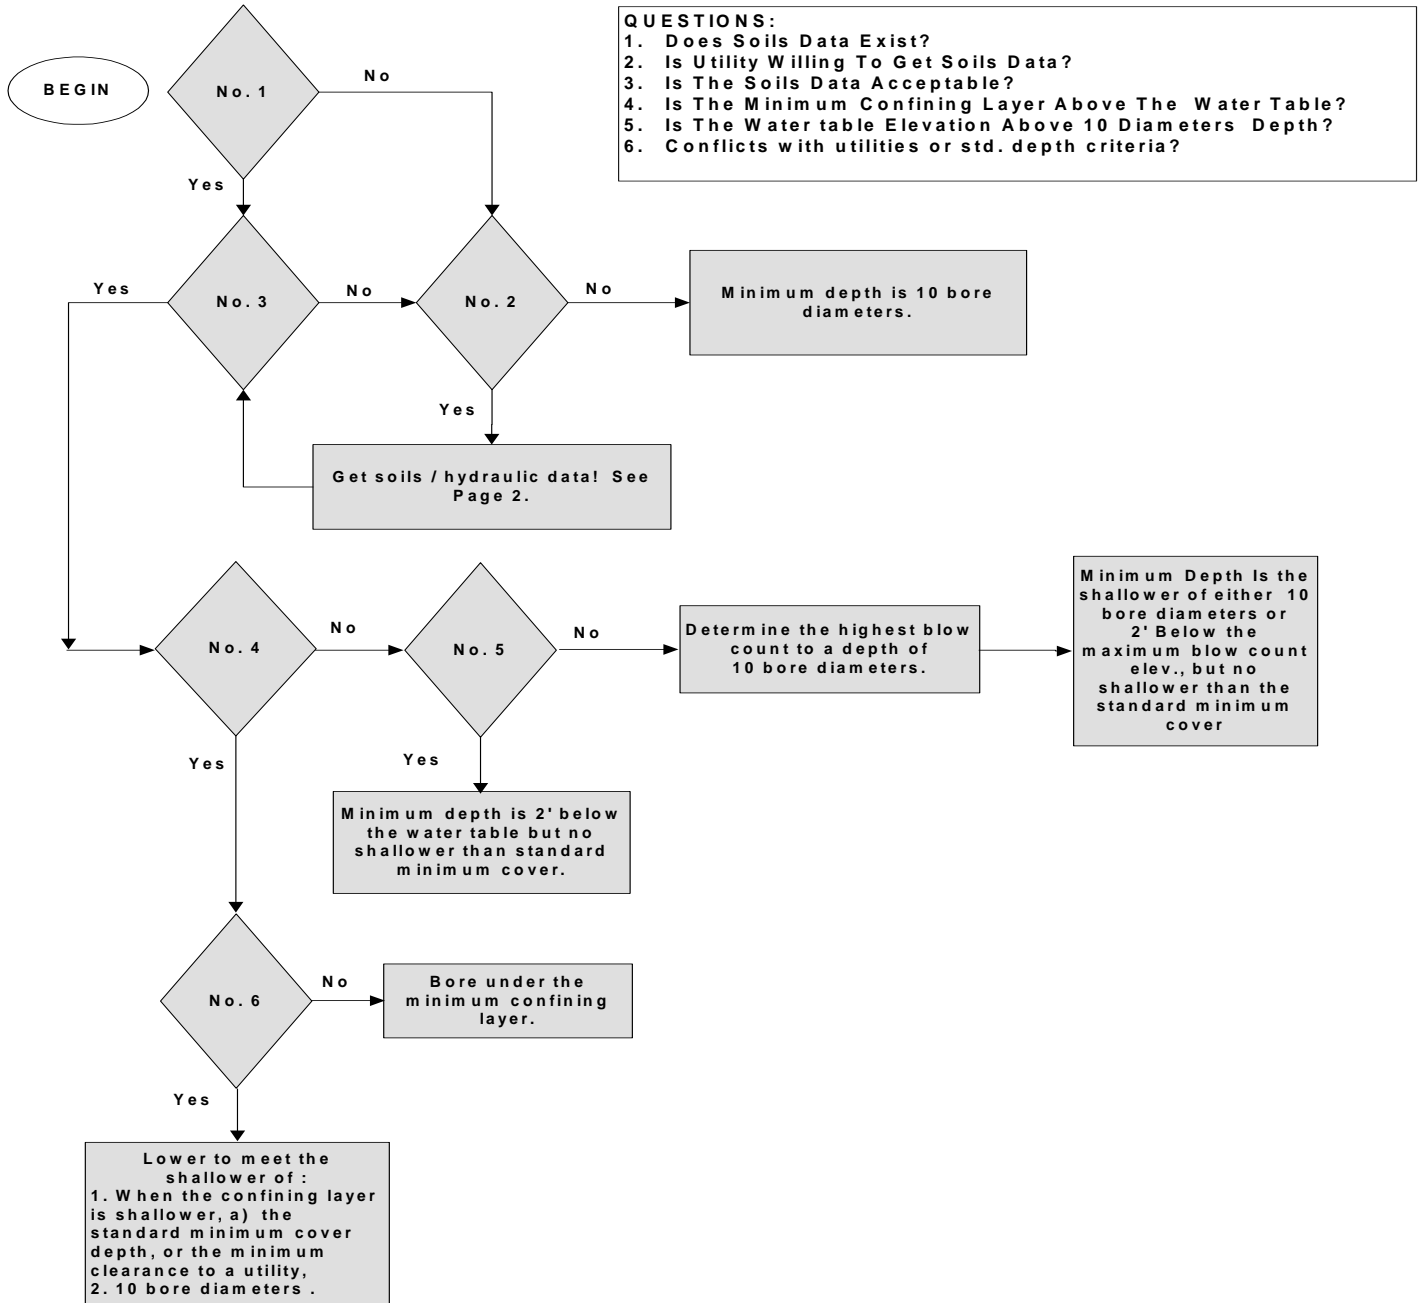 BEGIN
No. 1
No
Yes
QUESTIONS:
1. Does Soils Data Exist?
2. Is Utility Willing To Get Soils Data?
3. Is The Soils Data Acceptable?
4. Is The Minimum Confining Layer Above The Water Table?
5. Is The Water table Elevation Above 10 Diameters Depth?
6. Conflicts with utilities or std. depth criteria?
Yes
No. 3
No
No. 2
No
Minimum depth is 10 bore
diameters.
Yes
Get soils / hydraulic data! See
Page 2.
No. 4
No
Yes
No. 5
No
Yes
Determine the highest blow
count to a depth of
10 bore diameters.
Minimum Depth Is the
shallower of either 10
bore diameters or
2' Below the
maximum blow count
elev., but no
shallower than the
standard minimum
cover
Minimum depth is 2' below
the water table but no
shallower than standard
minimum cover.
No. 6
No
Bore under the
minimum confining
layer.
Yes
Lower to meet the
shallower of :
1. When the confining layer
is shallower, a) the
standard minimum cover
depth, or the minimum
clearance to a utility,
2. 10 bore diameters .